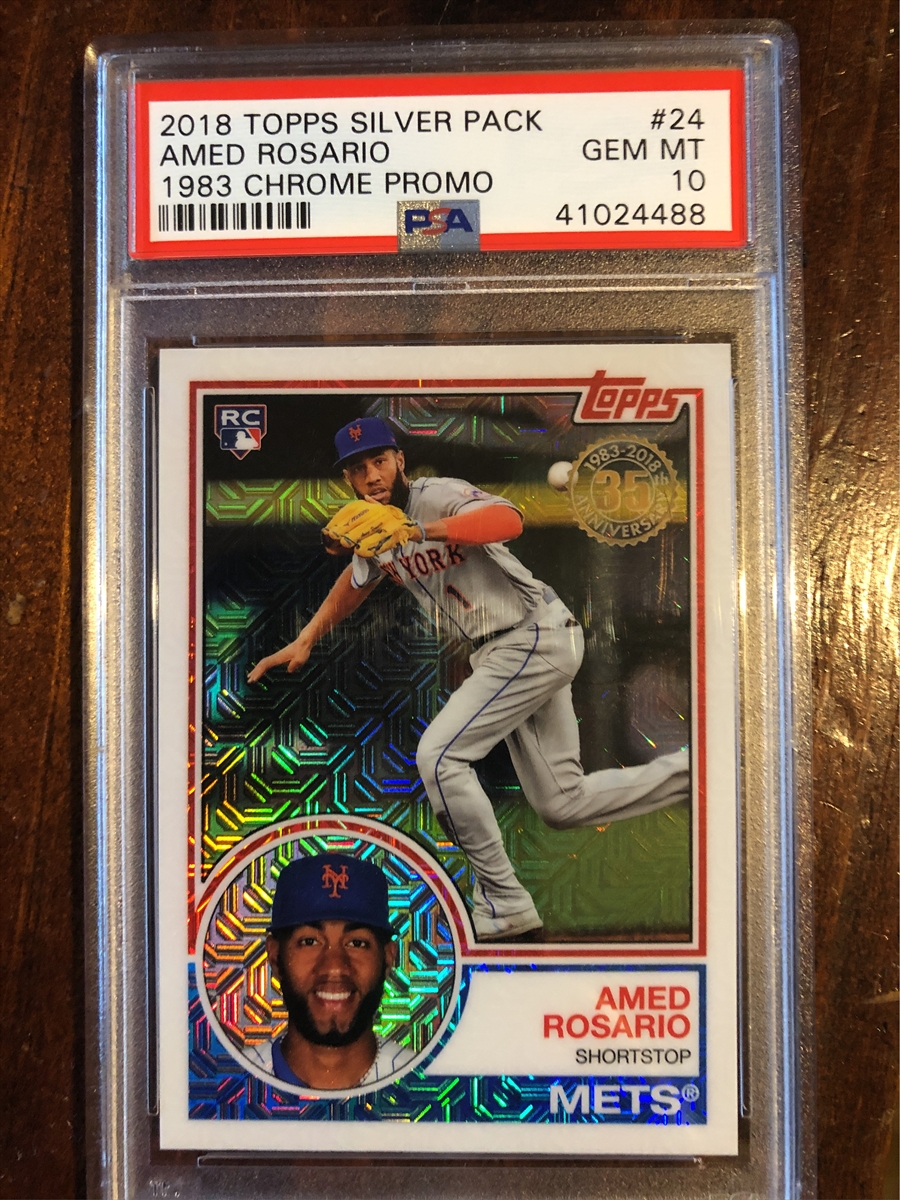 2018 TOPPS SILVER PACK #24
AMED ROSARIO GEM MT
1983 CHROME PROMO 10
PSA 41024488
topps
RC
1983-2018
35th
ANNIVERSARY
NY
W YORK
1
NY
AMED
ROSARIO
SHORTSTOP
METS®